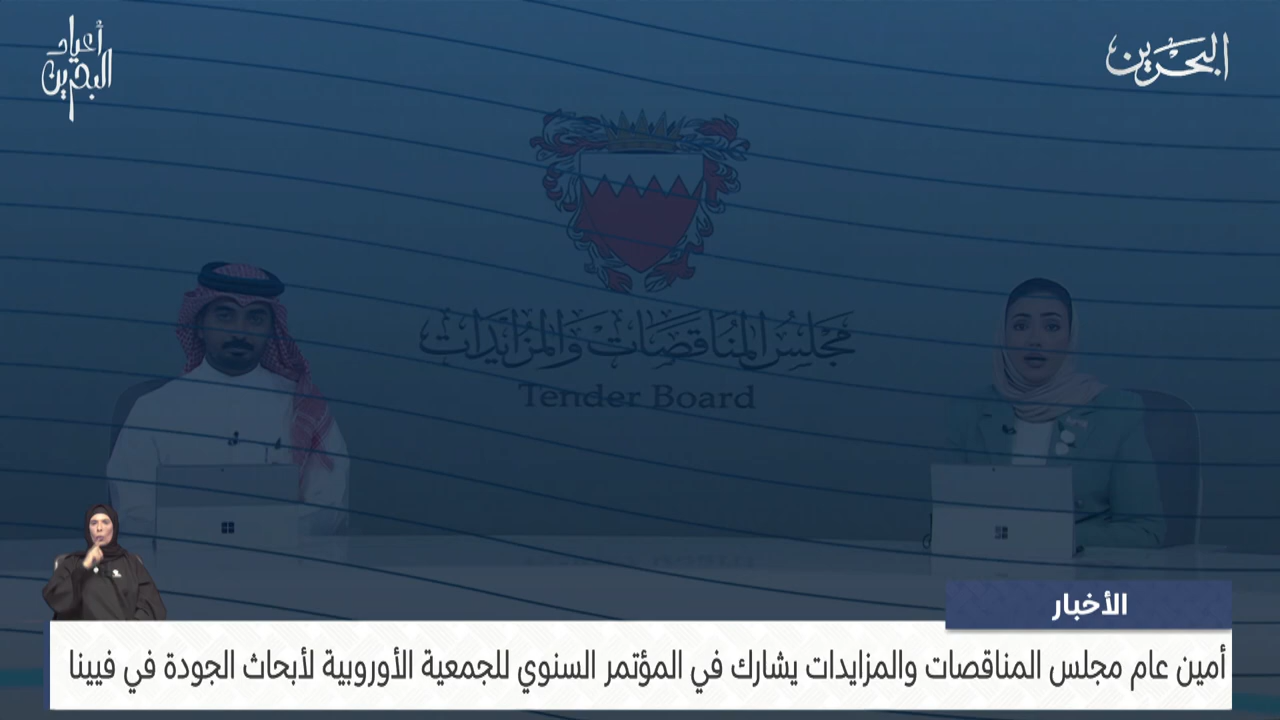 البحرين
أعياد
البحرين
مجلس المناقصات والمزايدات
Tender Board
الأخبار
أمين عام مجلس المناقصات والمزايدات يشارك في المؤتمر السنوي للجمعية الأوروبية لأبحاث الجودة في فيينا